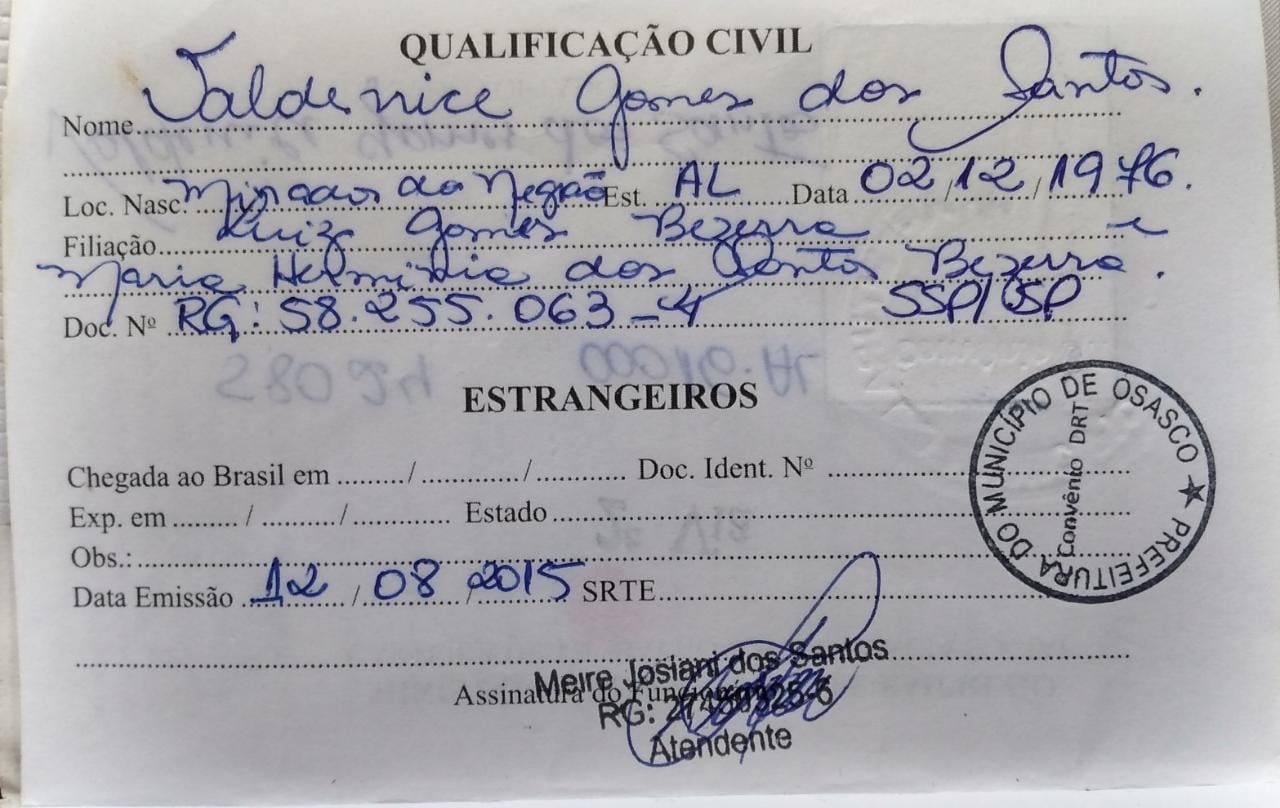 QUALIFICAÇÃO CIVIL
Nome Valdenice Gomes dos Santos.
Loc. Nasc. Minador do Negrão Est. AL Data 02/12/1976.
Filiação Luiz Gomes Bezerra e
Maria Herminia dos Santos Bezerra.
Doc. Nº RG: 58.255.063-4 SSP/SP
ESTRANGEIROS
Chegada ao Brasil em ......../............/............ Doc. Ident. Nº
Exp. em ........./........../............ Estado
Obs.:
Data Emissão 12/08/2015 SRTE
Assinatura do
Meire Josiani dos Santos
RG:
Atendente
PREFEITURA DO MUNICÍPIO DE OSASCO ★
Convênio DRT